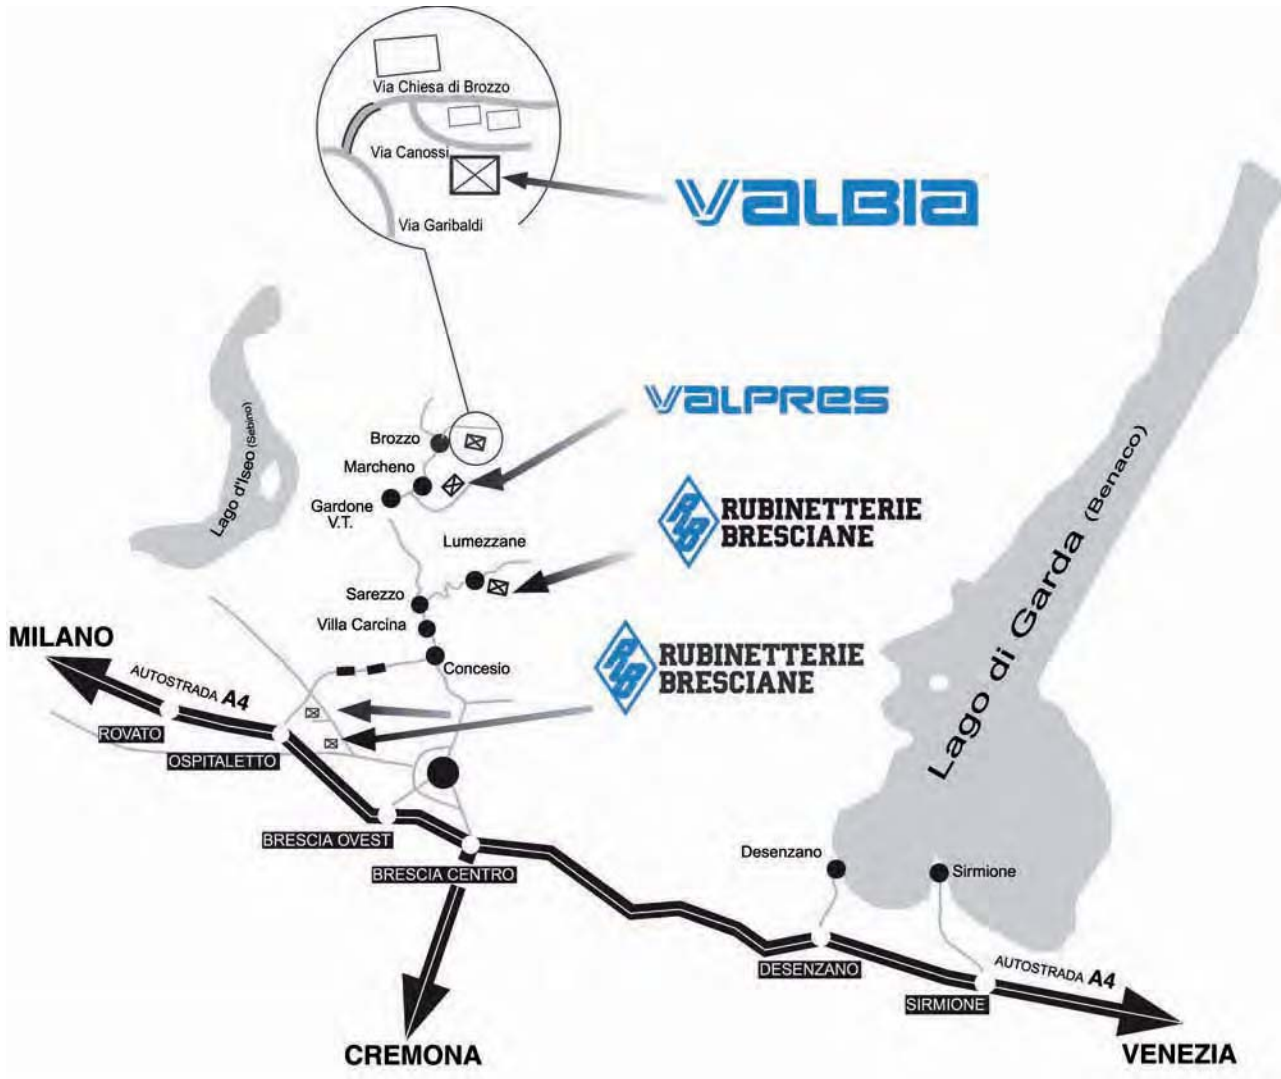 Via Chiesa di Brozzo
Via Canossi
VALBIA
Via Garibaldi
VALPRES
Brozzo
Marcheno
Gardone
V.T.
Lago d'Iseo (Sebino)
RB
RUBINETTERIE
BRESCIANE
Lumezzane
Sarezzo
Villa Carcina
Concesio
RB
RUBINETTERIE
BRESCIANE
Lago di Garda (Benaco)
MILANO
AUTOSTRADA A4
ROVATO
OSPITALETTO
BRESCIA OVEST
BRESCIA CENTRO
Desenzano
Sirmione
DESENZANO
AUTOSTRADA A4
SIRMIONE
CREMONA
VENEZIA